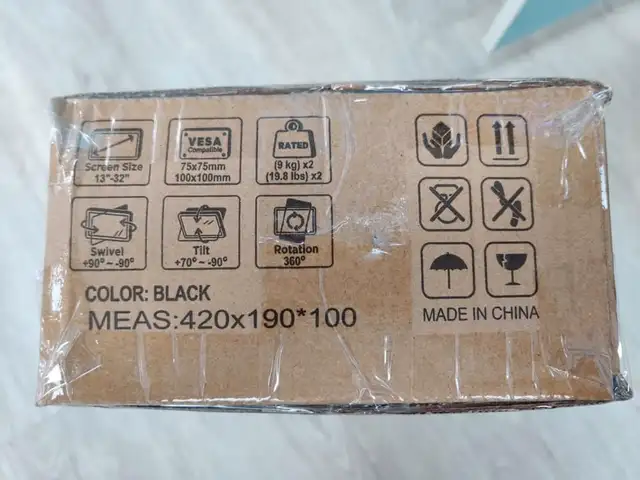 Screen Size
13"-32"
VESA
Compatible
75x75mm
100x100mm
RATED
(9 kg) x2
(19.8 lbs) x2
Swivel
+90° ~ -90°
Tilt
+70° ~ -90°
Rotation
360°
COLOR: BLACK
MEAS:420x190*100
MADE IN CHINA